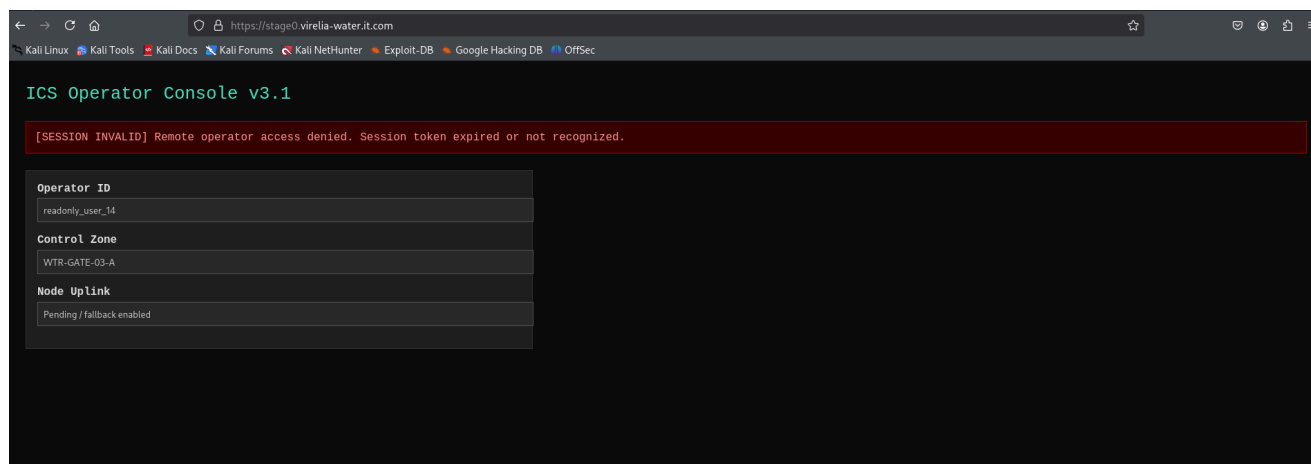 https://stage0.virelia-water.it.com
Kali Linux Kali Tools Kali Docs Kali Forums Kali NetHunter Exploit-DB Google Hacking DB OffSec
ICS Operator Console v3.1
[SESSION INVALID] Remote operator access denied. Session token expired or not recognized.
Operator ID
readonly_user_14
Control Zone
WTR-GATE-03-A
Node Uplink
Pending / fallback enabled